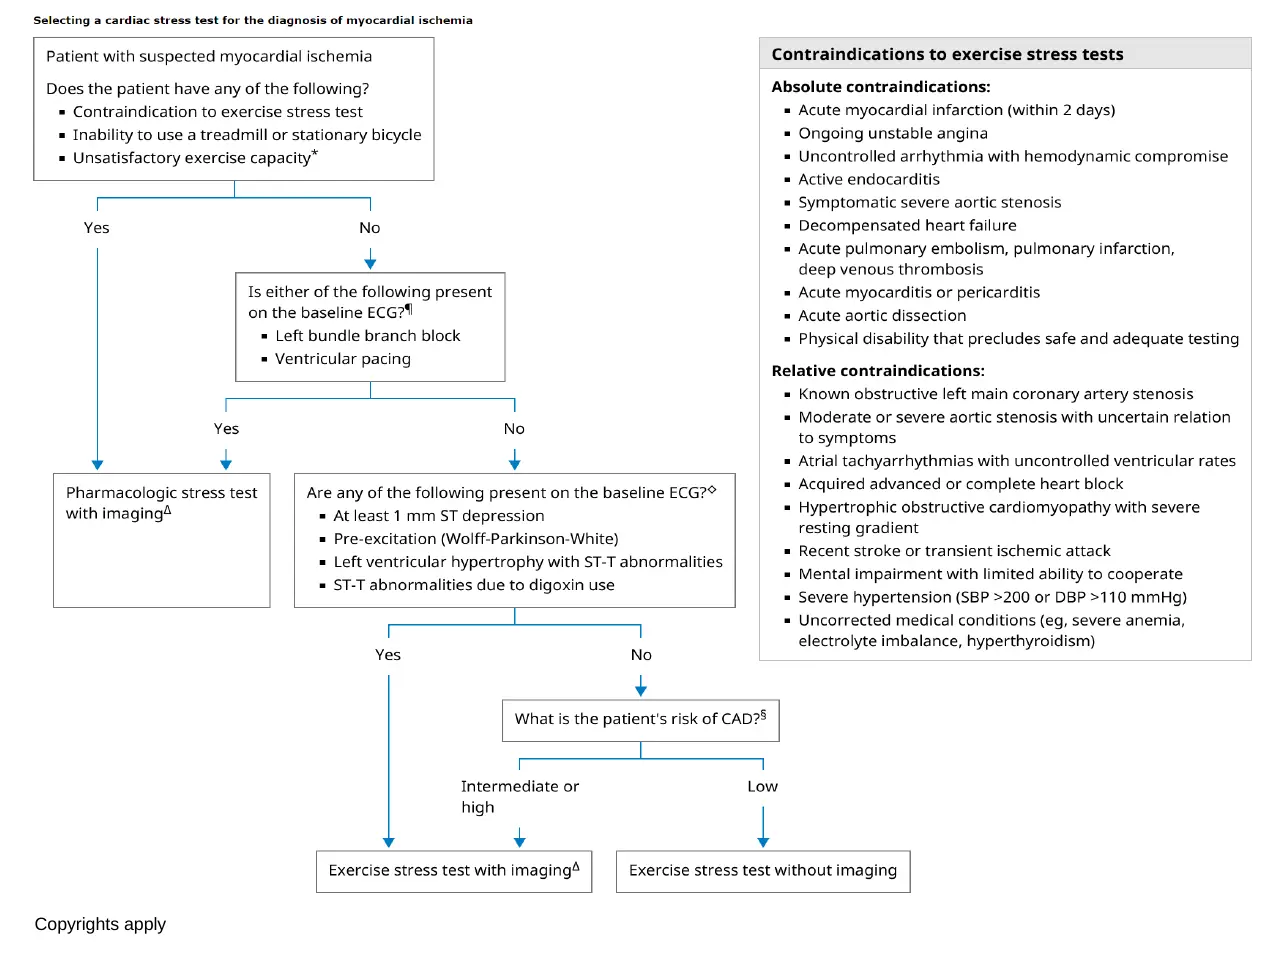 Selecting a cardiac stress test for the diagnosis of myocardial ischemia
Patient with suspected myocardial ischemia
Does the patient have any of the following?
▪ Contraindication to exercise stress test
▪ Inability to use a treadmill or stationary bicycle
▪ Unsatisfactory exercise capacity*
Yes
No
Is either of the following present
on the baseline ECG?¶
▪ Left bundle branch block
▪ Ventricular pacing
Yes
No
Pharmacologic stress test
with imagingΔ
Are any of the following present on the baseline ECG?◇
▪ At least 1 mm ST depression
▪ Pre-excitation (Wolff-Parkinson-White)
▪ Left ventricular hypertrophy with ST-T abnormalities
▪ ST-T abnormalities due to digoxin use
Yes
No
What is the patient's risk of CAD?§
Intermediate or
high
Low
Exercise stress test with imagingΔ
Exercise stress test without imaging
Contraindications to exercise stress tests
Absolute contraindications:
▪ Acute myocardial infarction (within 2 days)
▪ Ongoing unstable angina
▪ Uncontrolled arrhythmia with hemodynamic compromise
▪ Active endocarditis
▪ Symptomatic severe aortic stenosis
▪ Decompensated heart failure
▪ Acute pulmonary embolism, pulmonary infarction,
deep venous thrombosis
▪ Acute myocarditis or pericarditis
▪ Acute aortic dissection
▪ Physical disability that precludes safe and adequate testing
Relative contraindications:
▪ Known obstructive left main coronary artery stenosis
▪ Moderate or severe aortic stenosis with uncertain relation
to symptoms
▪ Atrial tachyarrhythmias with uncontrolled ventricular rates
▪ Acquired advanced or complete heart block
▪ Hypertrophic obstructive cardiomyopathy with severe
resting gradient
▪ Recent stroke or transient ischemic attack
▪ Mental impairment with limited ability to cooperate
▪ Severe hypertension (SBP >200 or DBP >110 mmHg)
▪ Uncorrected medical conditions (eg, severe anemia,
electrolyte imbalance, hyperthyroidism)
Copyrights apply